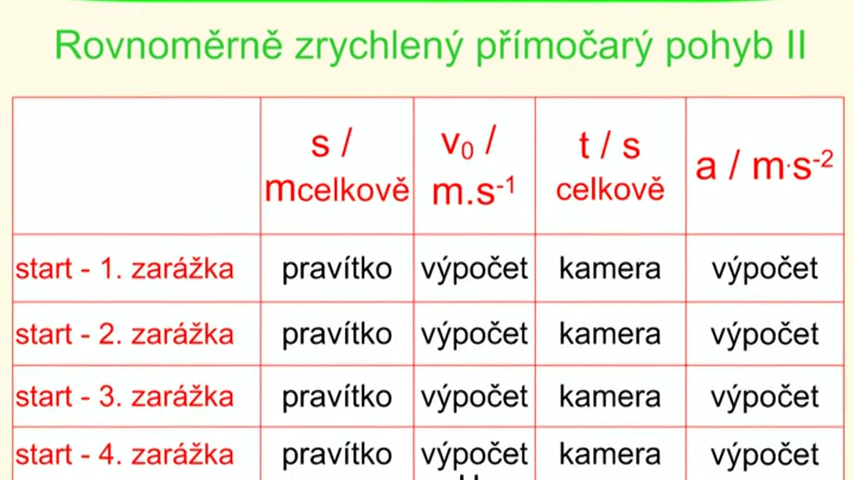 Rovnoměrně zrychlený přímočarý pohyb II
s / mcelkově v₀ / m.s⁻¹ t / s celkově a / m·s⁻²
start - 1. zarážka pravítko výpočet kamera výpočet
start - 2. zarážka pravítko výpočet kamera výpočet
start - 3. zarážka pravítko výpočet kamera výpočet
start - 4. zarážka pravítko výpočet kamera výpočet